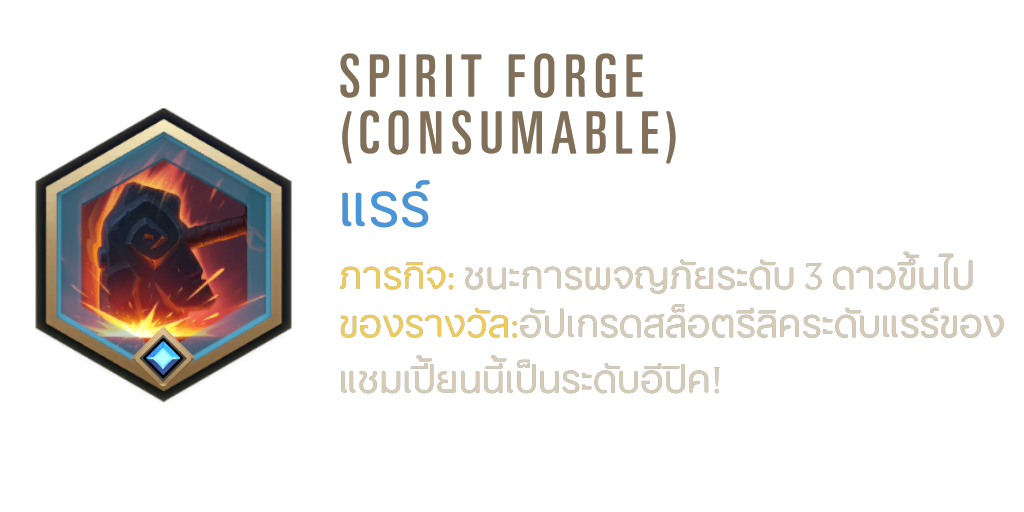 SPIRIT FORGE
(CONSUMABLE)
แรร์
ภารกิจ: ชนะการผจญภัยระดับ 3 ดาวขึ้นไป
ของรางวัล:อัปเกรดสล็อตรีลิคระดับแรร์ของ
แชมเปี้ยนนี้เป็นระดับอีปิค!